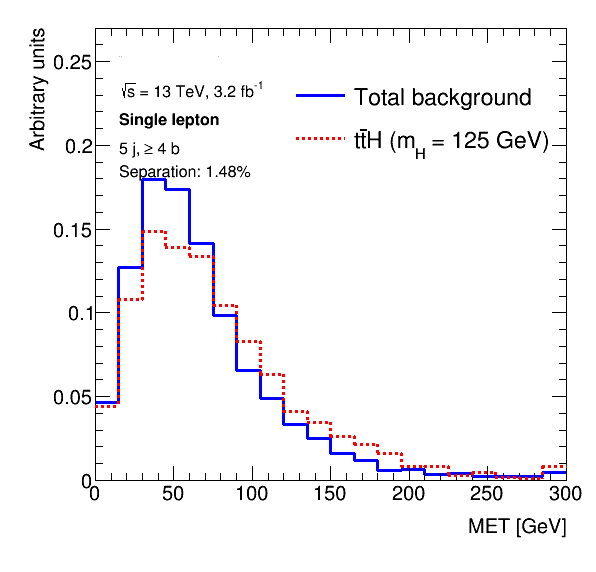 Arbitrary units
0.25
0.2
0.15
0.1
0.05
0
√s = 13 TeV, 3.2 fb⁻¹
Single lepton
5 j, ≥ 4 b
Separation: 1.48%
Total background
tt̄H (m_H = 125 GeV)
0 50 100 150 200 250 300
MET [GeV]